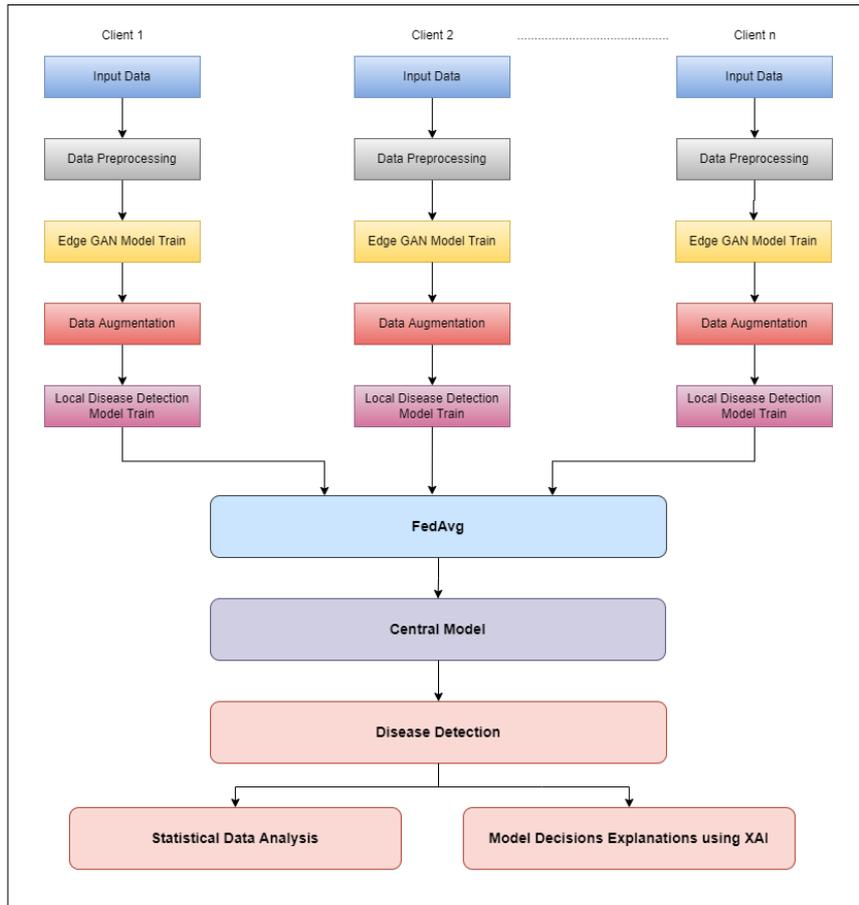 Client 1
Client 2
Client n
Input Data
Input Data
Input Data
Data Preprocessing
Data Preprocessing
Data Preprocessing
Edge GAN Model Train
Edge GAN Model Train
Edge GAN Model Train
Data Augmentation
Data Augmentation
Data Augmentation
Local Disease Detection
Model Train
Local Disease Detection
Model Train
Local Disease Detection
Model Train
FedAvg
Central Model
Disease Detection
Statistical Data Analysis
Model Decisions Explanations using XAI